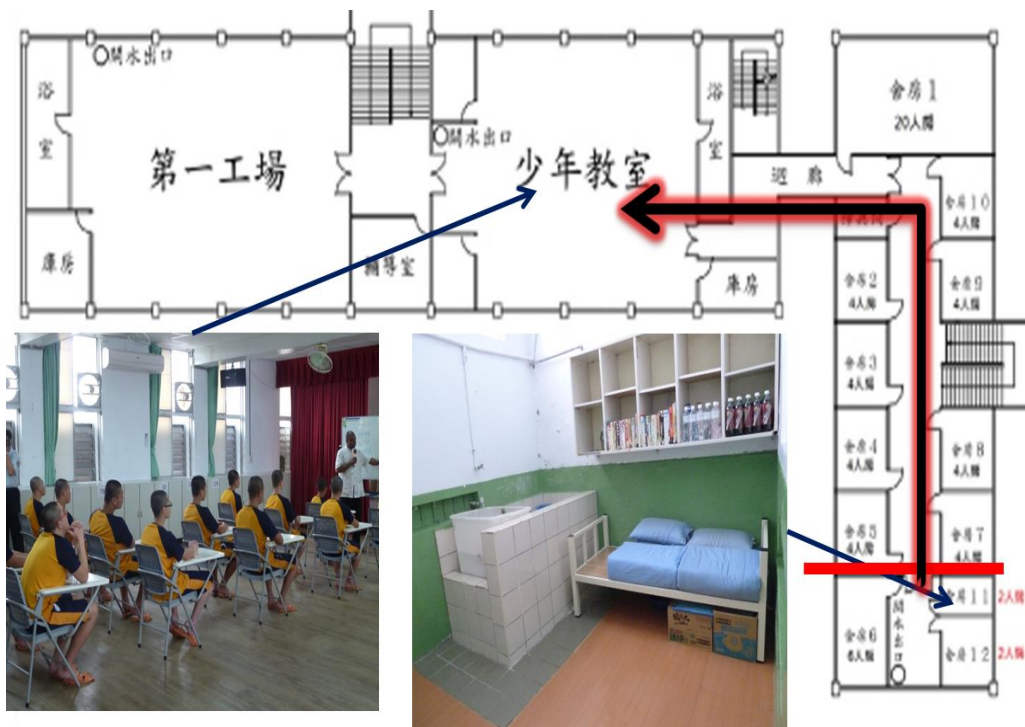 浴
室
開水出口
第一工場
庫房
輔導室
開水出口
少年教室
浴
室
庫房
迴廊
舍房1
20人房
舍房10
4人房
舍房2
4人房
舍房9
4人房
舍房3
4人房
舍房4
4人房
舍房8
4人房
舍房5
4人房
舍房7
4人房
舍房6
6人房
開水出口
舍房11
2人房
舍房12
2人房